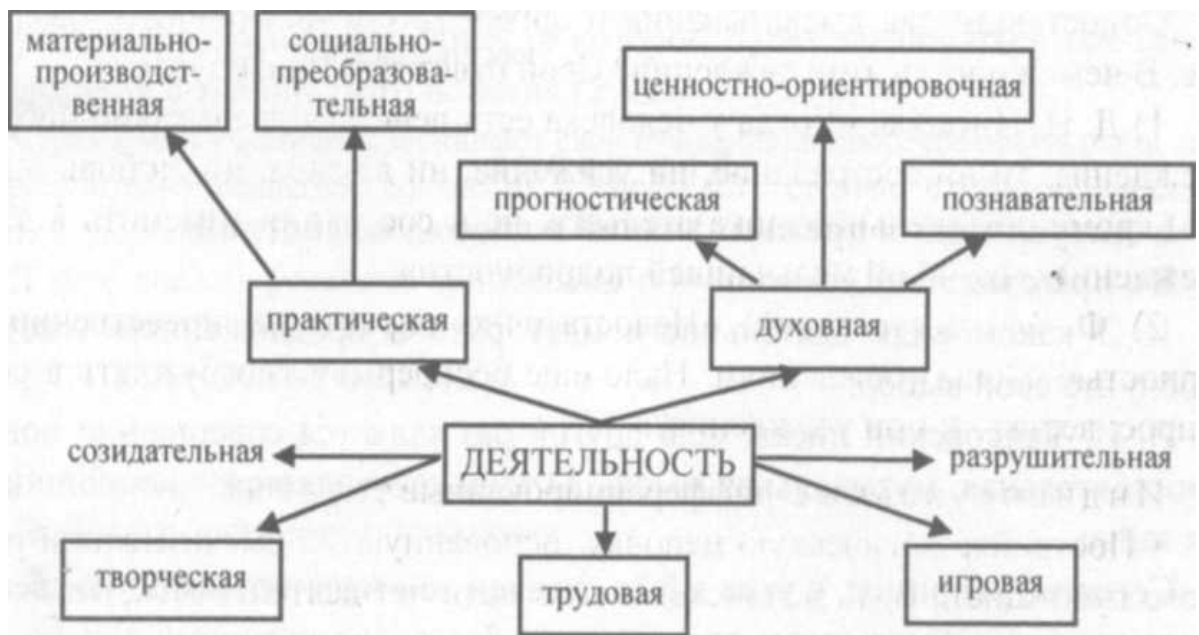 материально-
производст-
венная
социально-
преобразова-
тельная
ценностно-ориентировочная
прогностическая
познавательная
практическая
духовная
созидательная
ДЕЯТЕЛЬНОСТЬ
разрушительная
творческая
трудовая
игровая